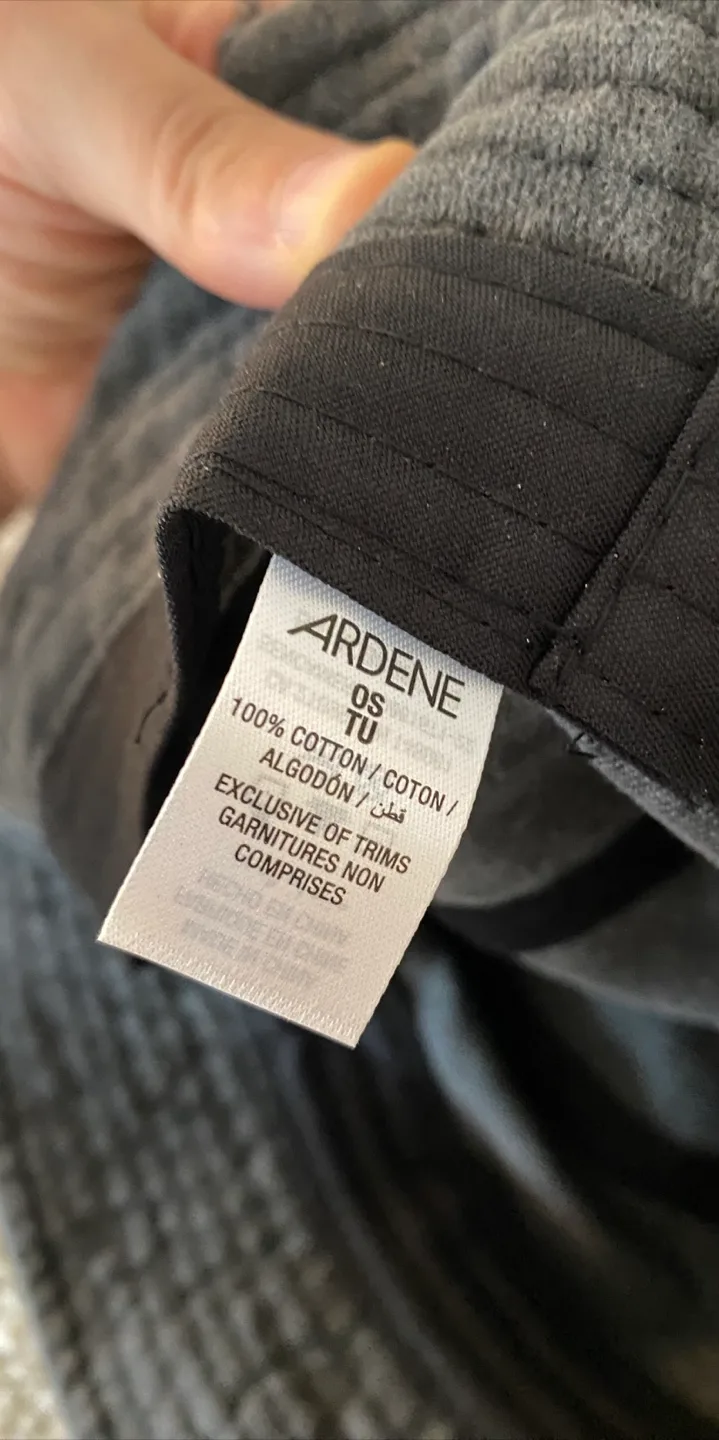 ARDENE
OS
TU
100% COTTON / COTON /
ALGODÓN / قطن
EXCLUSIVE OF TRIMS
GARNITURES NON
COMPRISES